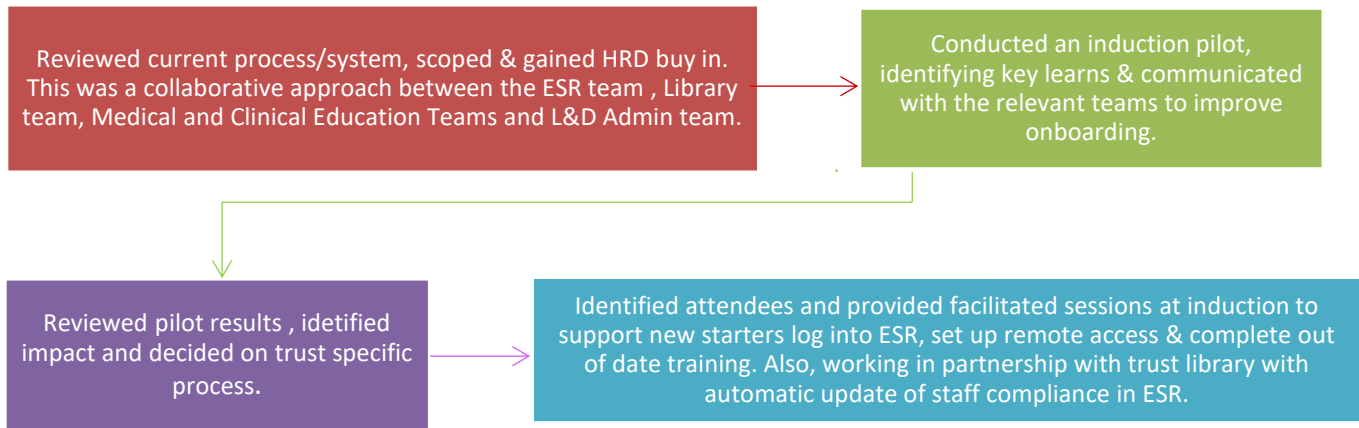 Reviewed current process/system, scoped & gained HRD buy in.
This was a collaborative approach between the ESR team , Library
team, Medical and Clinical Education Teams and L&D Admin team.
Conducted an induction pilot,
identifying key learns & communicated
with the relevant teams to improve
onboarding.
Reviewed pilot results , idetified
impact and decided on trust specific
process.
Identified attendees and provided facilitated sessions at induction to
support new starters log into ESR, set up remote access & complete out
of date training. Also, working in partnership with trust library with
automatic update of staff compliance in ESR.